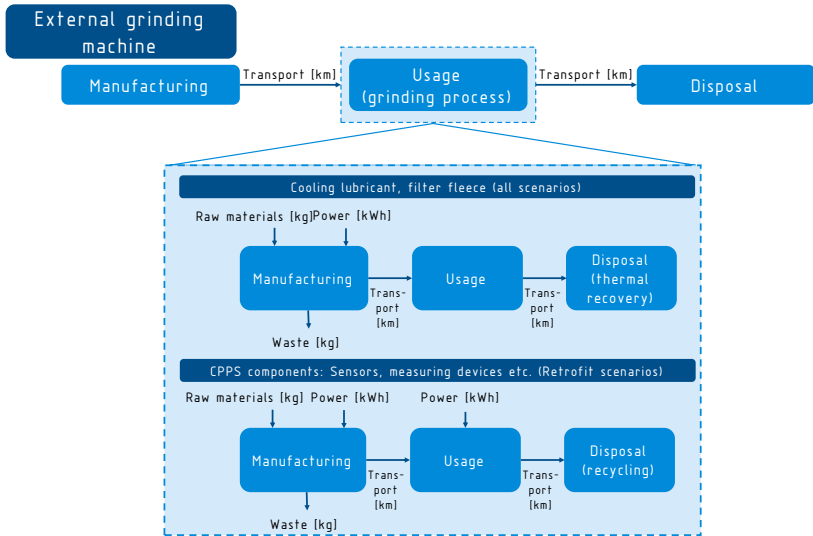 External grinding
machine
Manufacturing
Transport [km]
Usage
(grinding process)
Transport [km]
Disposal
Cooling lubricant, filter fleece (all scenarios)
Raw materials [kg]
Power [kWh]
Manufacturing
Trans-
port
[km]
Usage
Trans-
port
[km]
Disposal
(thermal
recovery)
Waste [kg]
CPPS components: Sensors, measuring devices etc. (Retrofit scenarios)
Raw materials [kg]
Power [kWh]
Power [kWh]
Manufacturing
Trans-
port
[km]
Usage
Trans-
port
[km]
Disposal
(recycling)
Waste [kg]